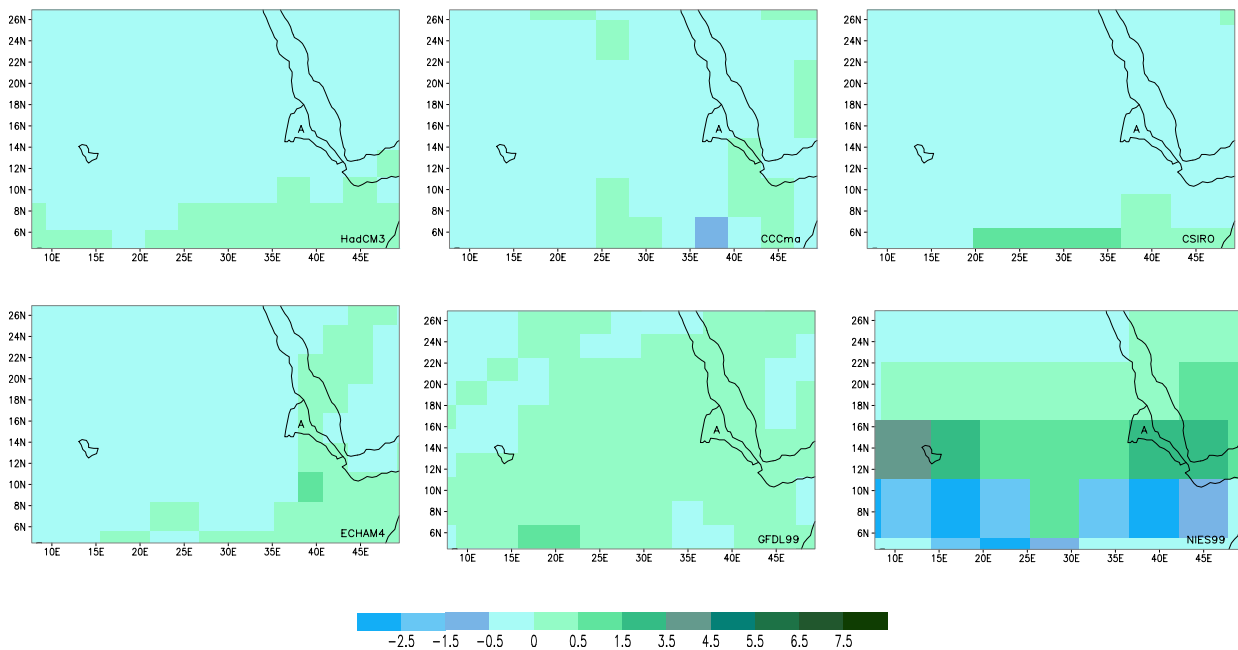 26N 26N 26N
24N 24N 24N
22N 22N 22N
20N 20N 20N
18N 18N 18N
16N A 16N A 16N A
14N 14N 14N
12N 12N 12N
10N 10N 10N
8N 8N 8N
6N HadCM3 6N CCCma 6N CSIRO
10E 15E 20E 25E 30E 35E 40E 45E 10E 15E 20E 25E 30E 35E 40E 45E 10E 15E 20E 25E 30E 35E 40E 45E
26N 26N 26N
24N 24N 24N
22N 22N 22N
20N 20N 20N
18N 18N 18N
16N A 16N A 16N A
14N 14N 14N
12N 12N 12N
10N 10N 10N
8N 8N 8N
6N ECHAM4 6N GFDL99 6N NIES99
10E 15E 20E 25E 30E 35E 40E 45E 10E 15E 20E 25E 30E 35E 40E 45E 10E 15E 20E 25E 30E 35E 40E 45E
−2.5 −1.5 −0.5 0 0.5 1.5 3.5 4.5 5.5 6.5 7.5